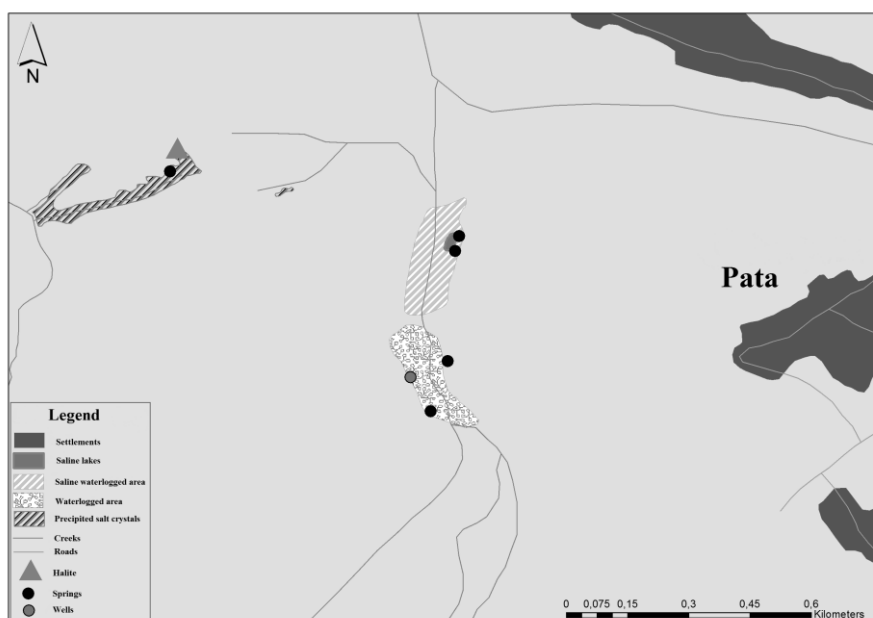 N
Pata
Legend
Settlements
Saline lakes
Saline waterlogged area
Waterlogged area
Precipited salt crystals
Creeks
Roads
Halite
Springs
Wells
0 0,075 0,15 0,3 0,45 0,6
Kilometers